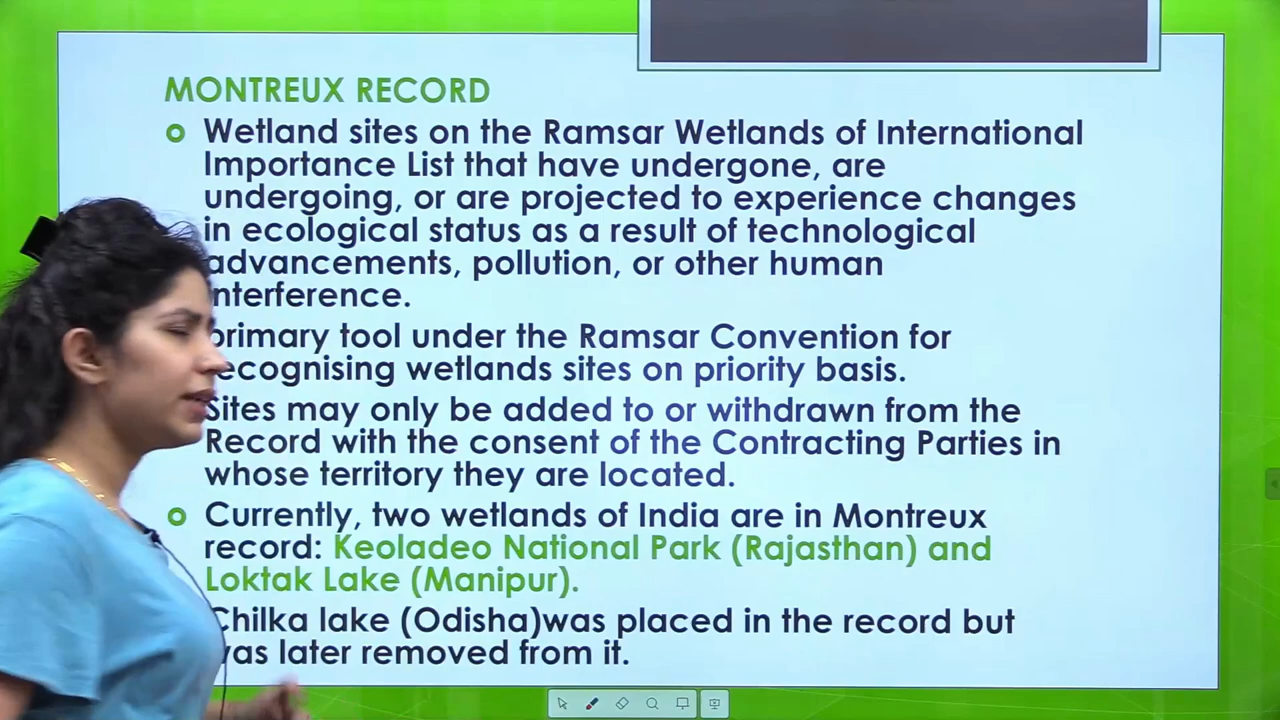 MONTREUX RECORD
Wetland sites on the Ramsar Wetlands of International
Importance List that have undergone, are
undergoing, or are projected to experience changes
in ecological status as a result of technological
advancements, pollution, or other human
interference.
primary tool under the Ramsar Convention for
recognising wetlands sites on priority basis.
Sites may only be added to or withdrawn from the
Record with the consent of the Contracting Parties in
whose territory they are located.
Currently, two wetlands of India are in Montreux
record: Keoladeo National Park (Rajasthan) and
Loktak Lake (Manipur).
Chilka lake (Odisha)was placed in the record but
was later removed from it.